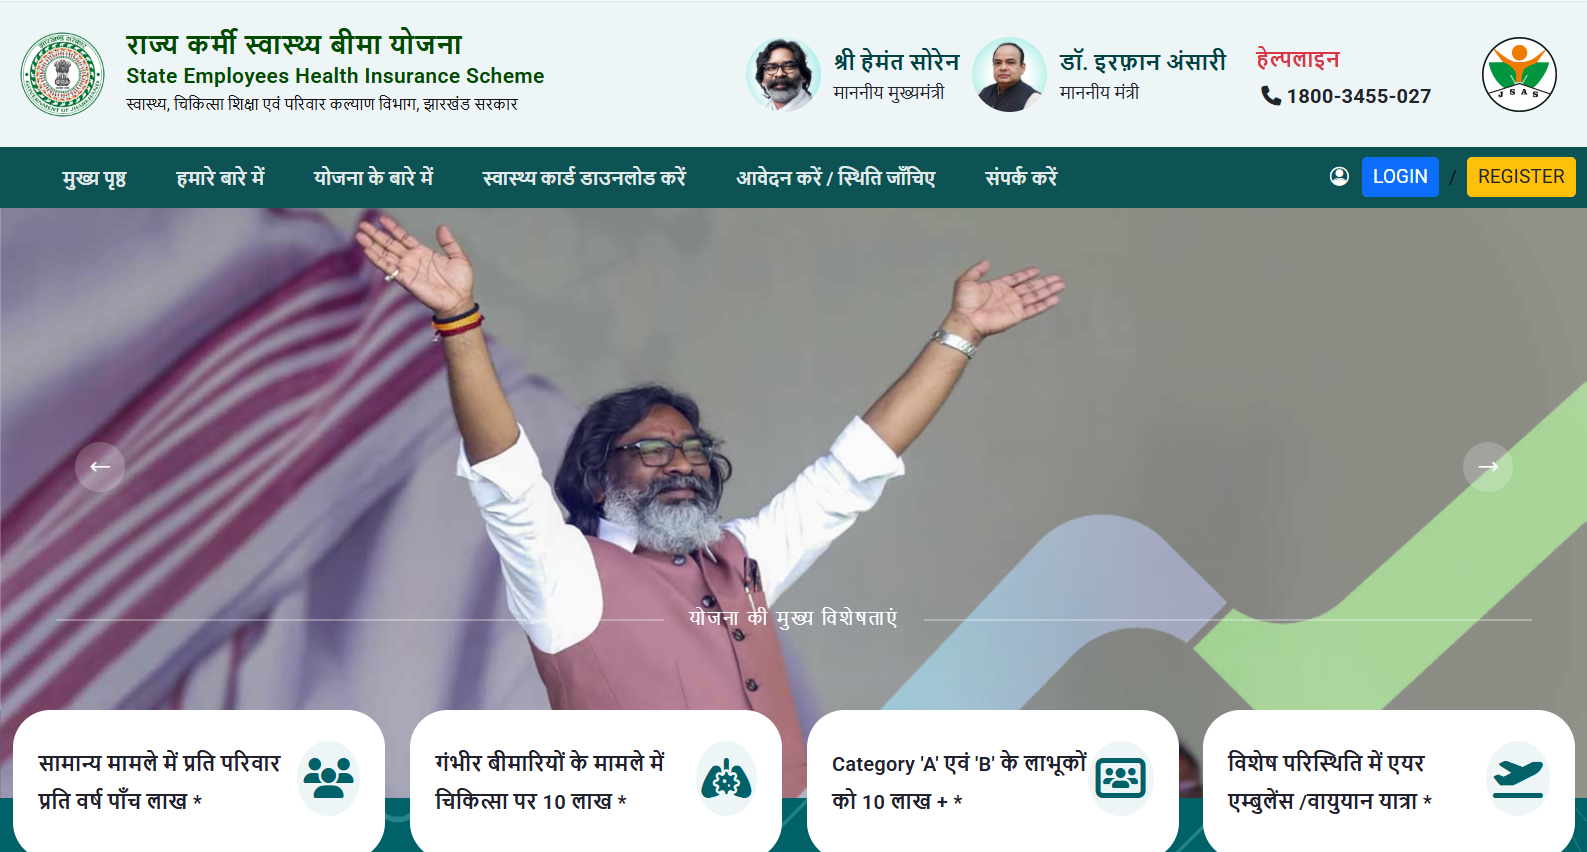 राज्य कर्मी स्वास्थ्य बीमा योजना
State Employees Health Insurance Scheme
स्वास्थ्य, चिकित्सा शिक्षा एवं परिवार कल्याण विभाग, झारखंड सरकार
श्री हेमंत सोरेन
माननीय मुख्यमंत्री
डॉ. इरफ़ान अंसारी
माननीय मंत्री
हेल्पलाइन
1800-3455-027
JSAS
मुख्य पृष्ठ हमारे बारे में योजना के बारे में स्वास्थ्य कार्ड डाउनलोड करें आवेदन करें / स्थिति जाँचिए संपर्क करें LOGIN / REGISTER
योजना की मुख्य विशेषताएं
सामान्य मामले में प्रति परिवार
प्रति वर्ष पाँच लाख *
गंभीर बीमारियों के मामले में
चिकित्सा पर 10 लाख *
Category 'A' एवं 'B' के लाभूकों
को 10 लाख + *
विशेष परिस्थिति में एयर
एम्बुलेंस /वायुयान यात्रा *